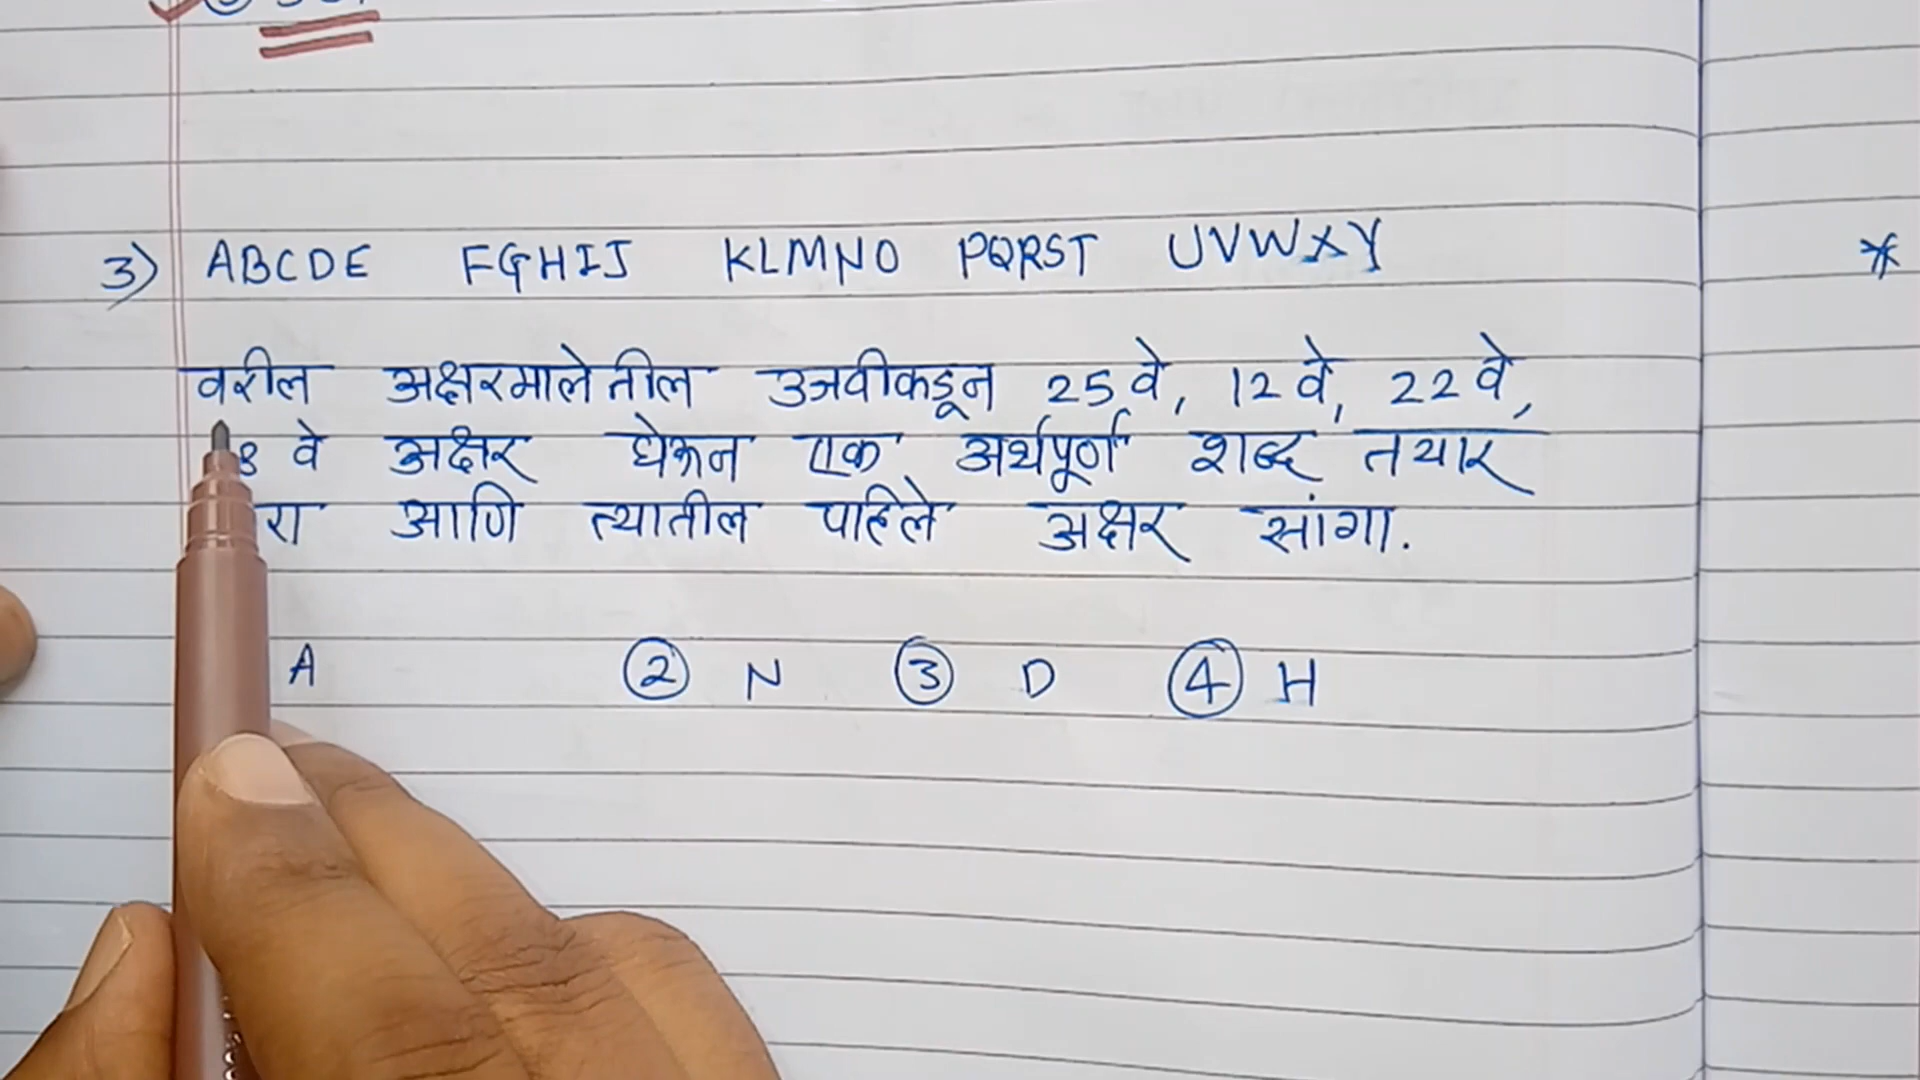 3) ABCDE FGHIJ KLMNO PQRST UVWXY *
वरील अक्षरमालेतील उजवीकडून 25 वे, 12 वे, 22 वे,
8 वे अक्षर घेऊन एक अर्थपूर्ण शब्द तयार
रा आणि त्यातील पहिले अक्षर सांगा.
A ② N ③ D ④ H